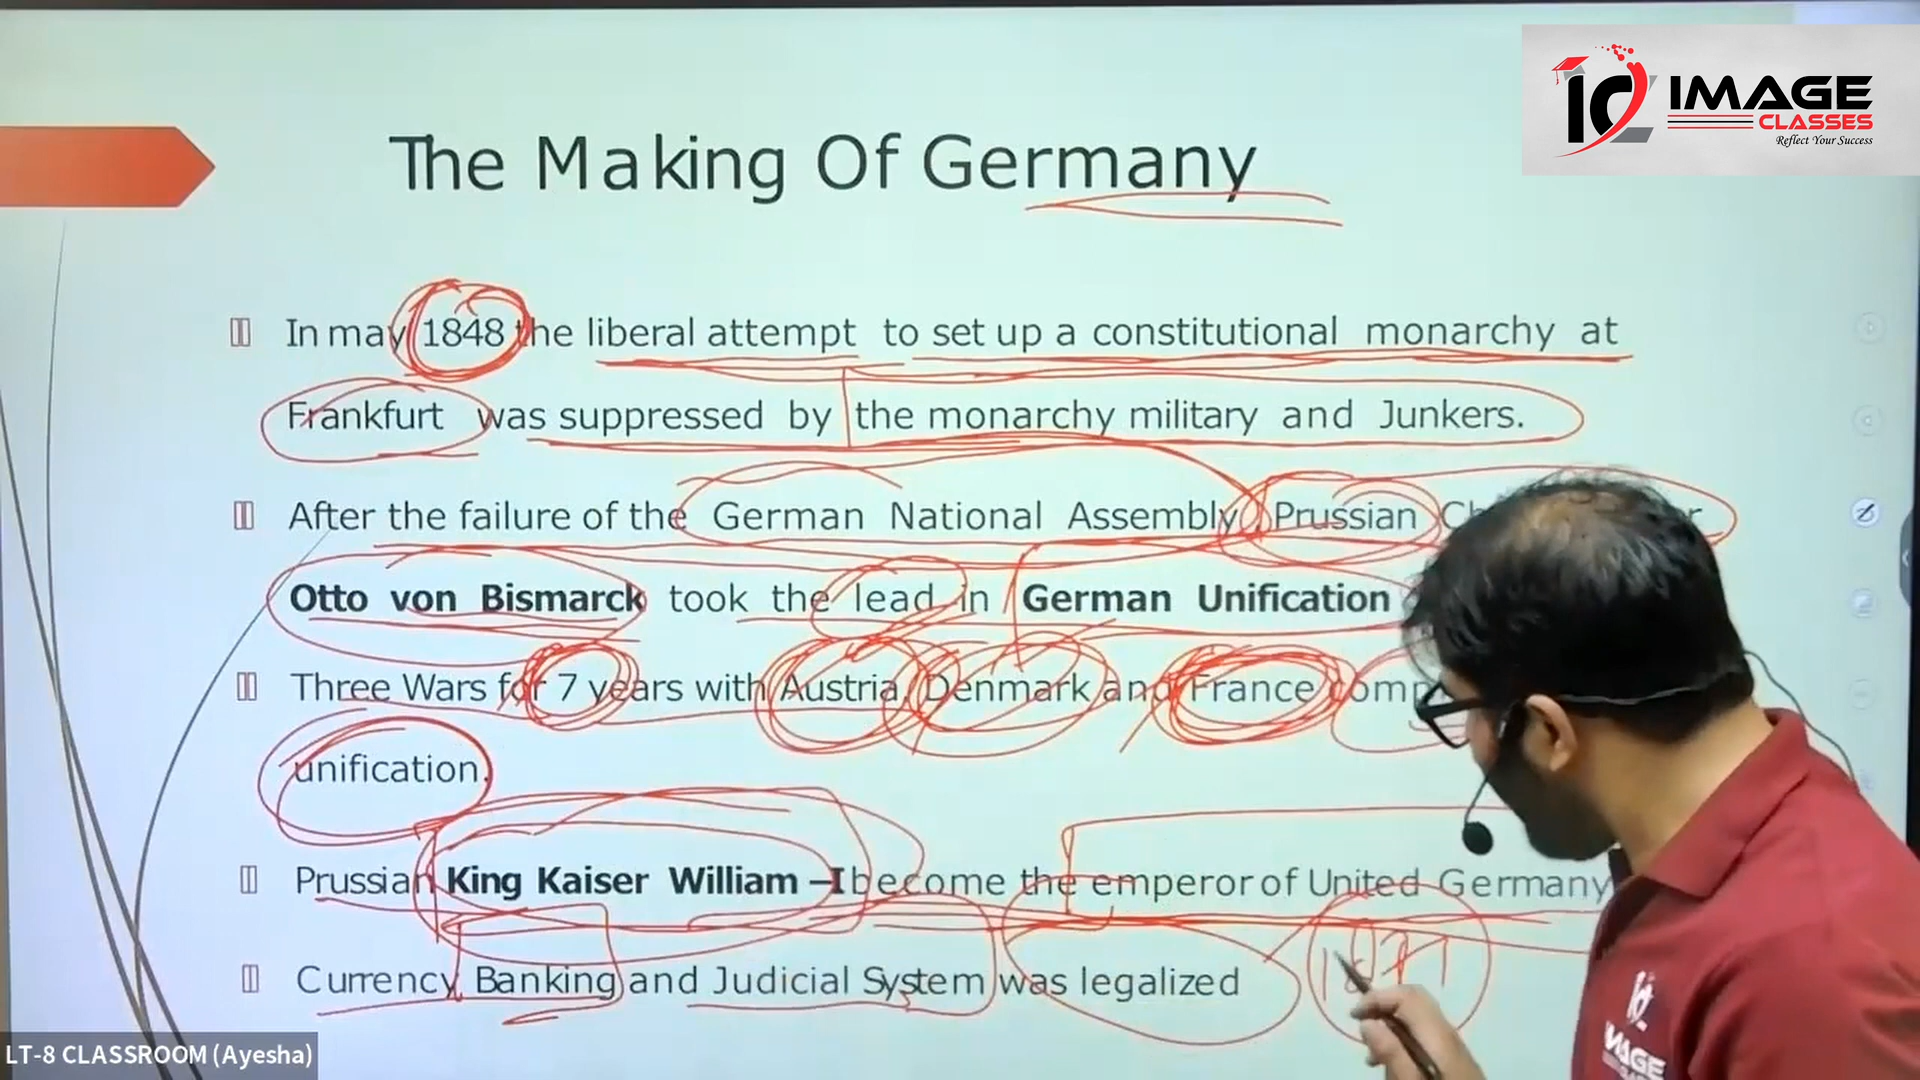 IMAGE
CLASSES
Reflect Your Success
The Making Of Germany
In may 1848 the liberal attempt to set up a constitutional monarchy at
Frankfurt was suppressed by the monarchy military and Junkers.
After the failure of the German National Assembly, Prussian
Otto von Bismarck took the lead in German Unification
Three Wars for 7 years with Austria, Denmark and France
unification.
Prussian King Kaiser William –I become the emperor of United Germany
Currency Banking and Judicial System was legalized
1871
IMAGE
LT-8 CLASSROOM (Ayesha)